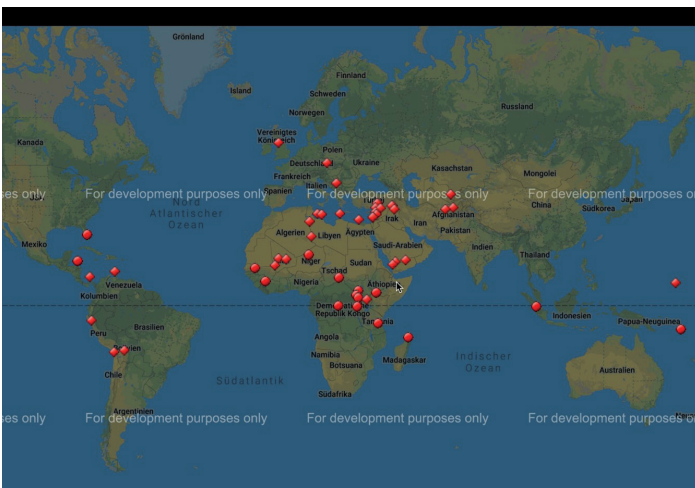 Grönland
Island
Finnland
Schweden
Norwegen
Russland
Vereinigtes
Königreich
Polen
Kanada
Deutschland
Ukraine
Kasachstan
Mongolei
Frankreich
Italien
Spanien
es only
For development purposes only
For development purposes only
For development purposes o
USA
Nord
Atlantischer
Ozean
Türkei
Afghanistan
China
Südkorea
Japan
Irak
Iran
Pakistan
Algerien
Libyen
Ägypten
Mexiko
Saudi-Arabien
Indien
Thailand
Niger
Sudan
Tschad
Venezuela
Nigeria
Äthiopien
Kolumbien
Demokratische
Republik Kongo
Indonesien
Papua-Neuguinea
Tansania
Peru
Brasilien
Angola
Namibia
Madagaskar
Botsuana
Indischer
Ozean
Chile
Südatlantik
Australien
Südafrika
Argentinien
es only
For development purposes only
For development purposes only
For development purposes o